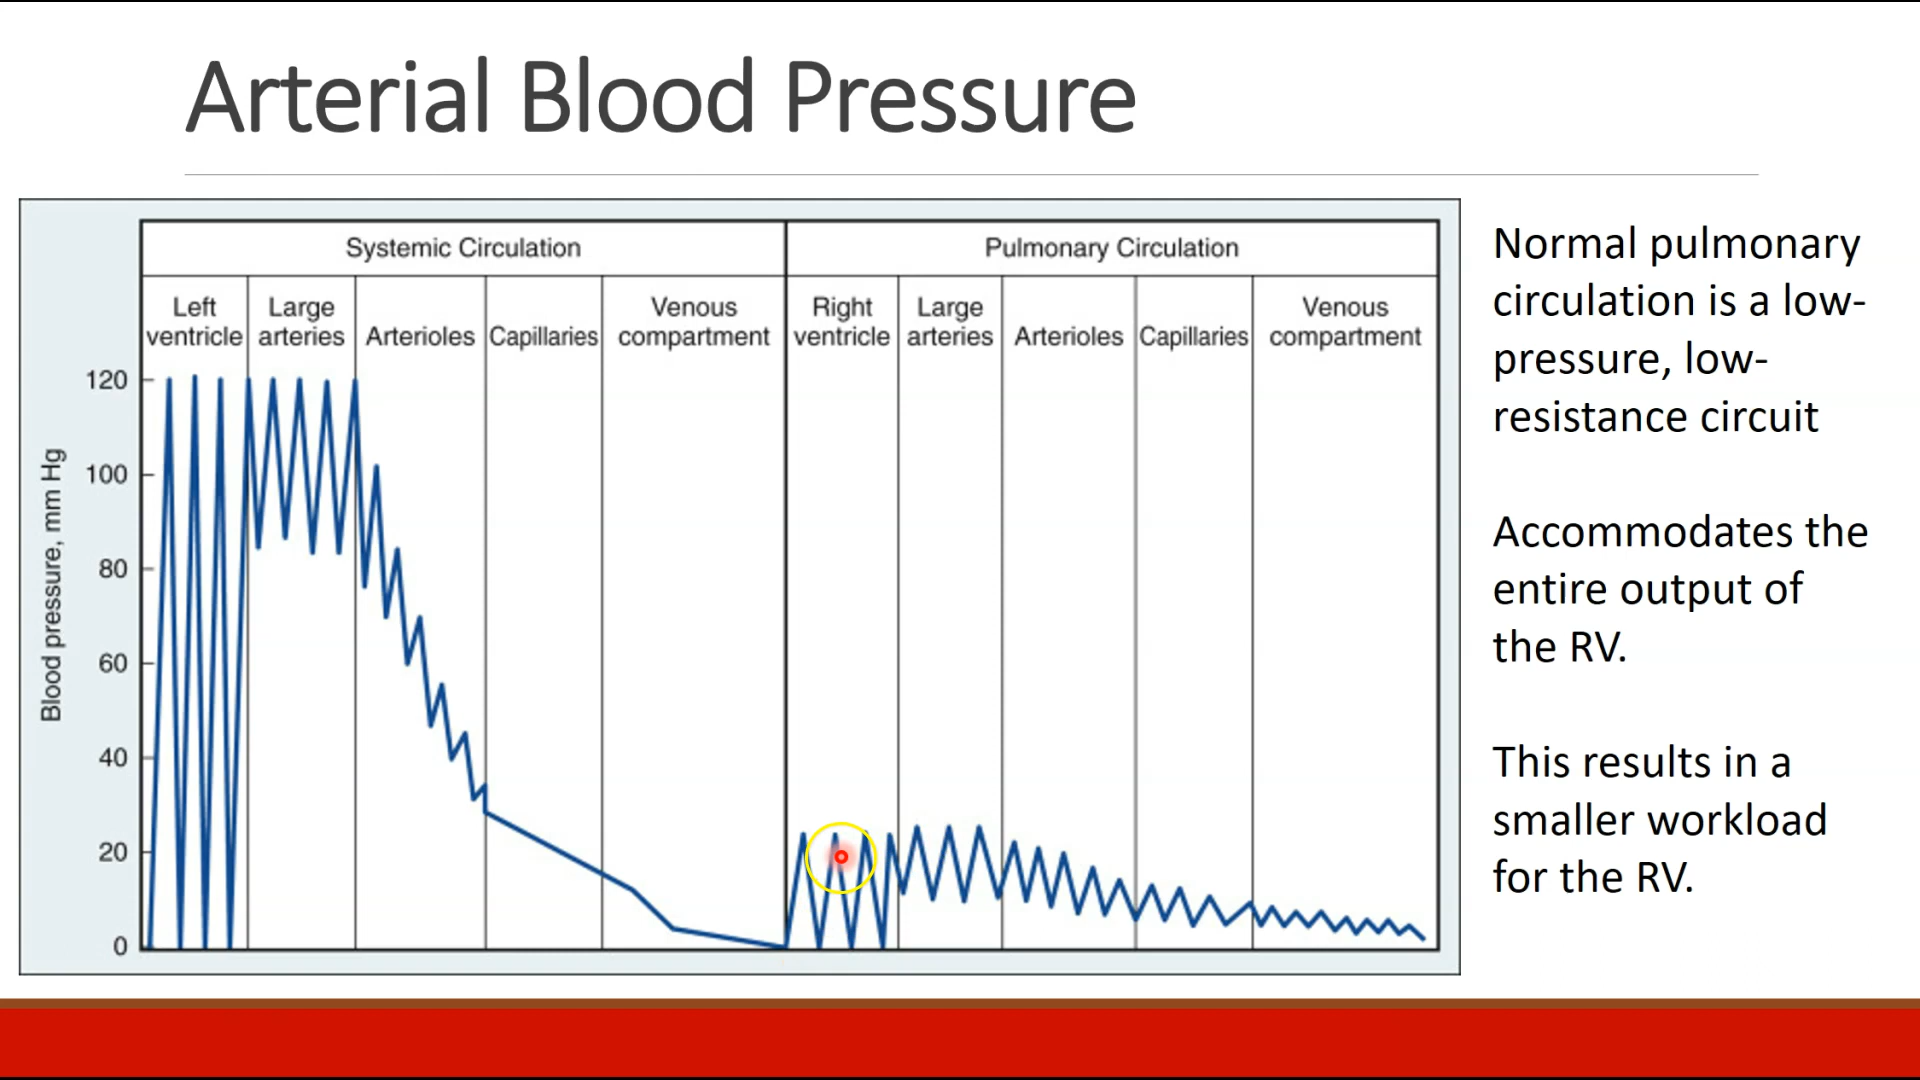 Arterial Blood Pressure
Systemic Circulation
Pulmonary Circulation
Left
ventricle
Large
arteries
Arterioles
Capillaries
Venous
compartment
Right
ventricle
Large
arteries
Arterioles
Capillaries
Venous
compartment
Blood pressure, mm Hg
120
100
80
60
40
20
0
Normal pulmonary
circulation is a low-
pressure, low-
resistance circuit
Accommodates the
entire output of
the RV.
This results in a
smaller workload
for the RV.